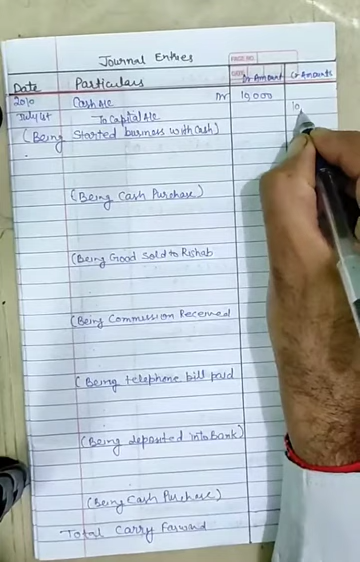 Journal Entries
PAGE NO.
DATE
Date Particulars Dr Amount Cr Amounts
2010 Cash A/c Dr 10,000
July 1st To Capital A/c 10
(Being Started business with Cash)
(Being Cash Purchase)
(Being Good Sold to Rishab
(Being Commission Received
(Being telephone bill paid
(Being deposited into Bank)
(Being Cash Purchase)
Total Carry Farward